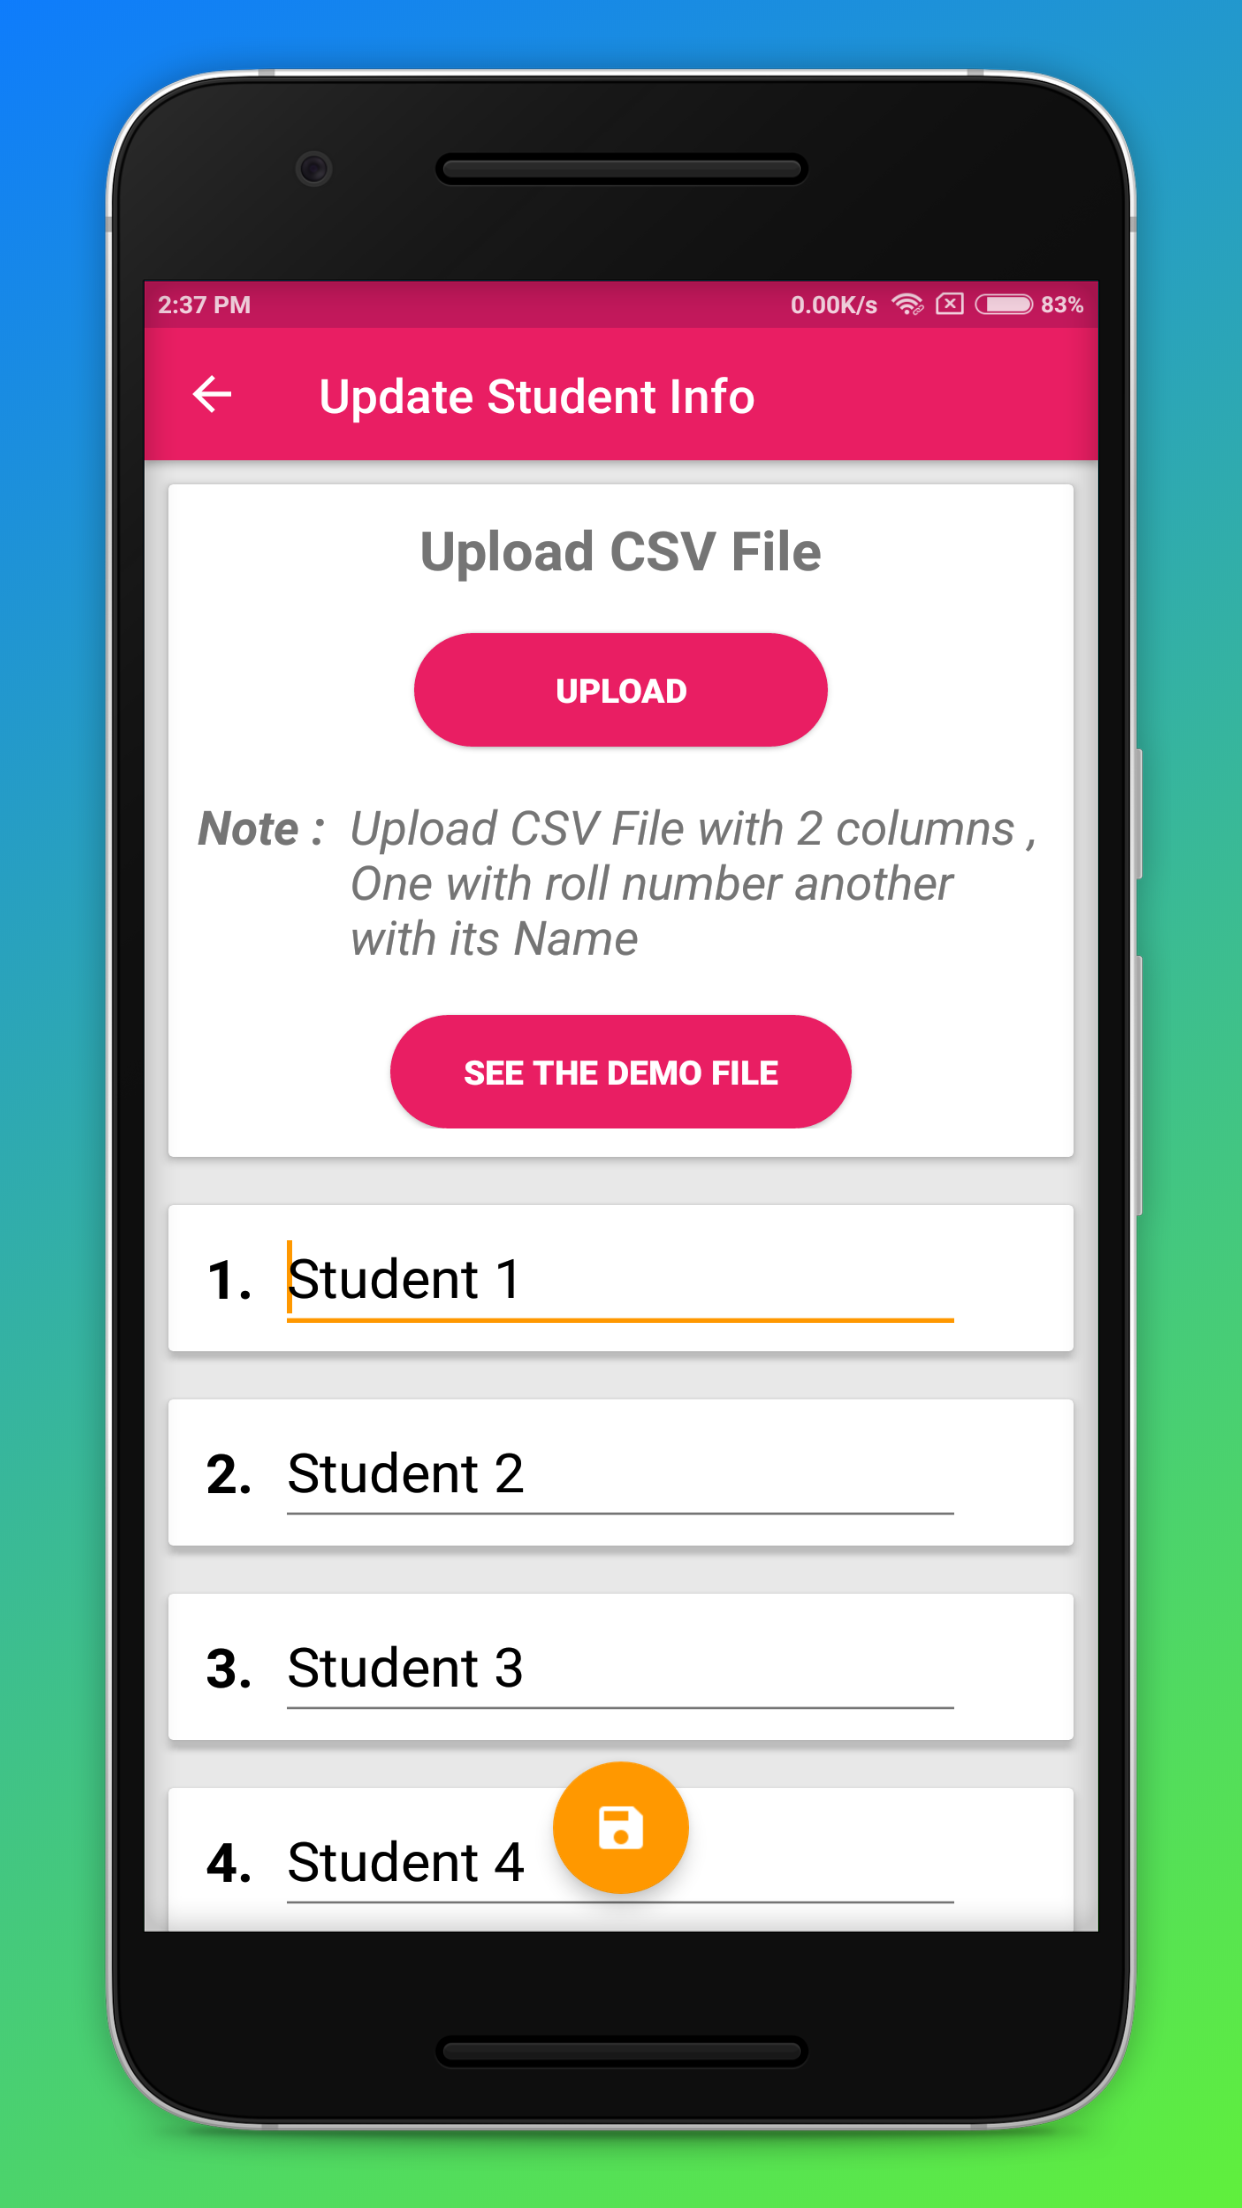 2:37 PM 0.00K/s 83%
Update Student Info
Upload CSV File
UPLOAD
Note : Upload CSV File with 2 columns ,
One with roll number another
with its Name
SEE THE DEMO FILE
1. Student 1
2. Student 2
3. Student 3
4. Student 4